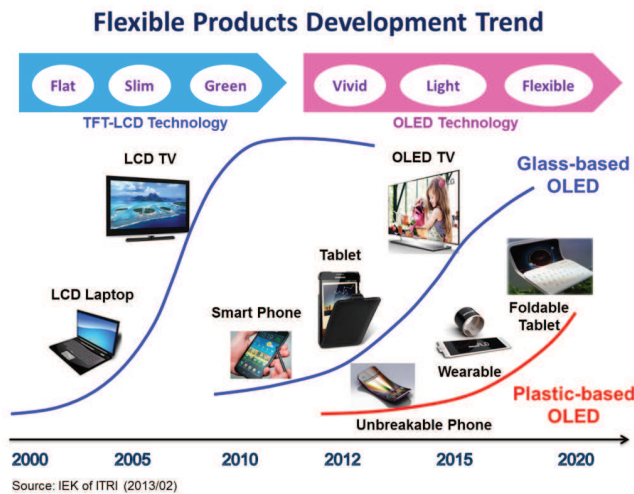 Flexible Products Development Trend
Flat
Slim
Green
Vivid
Light
Flexible
TFT-LCD Technology
OLED Technology
LCD TV
OLED TV
Glass-based
OLED
Tablet
LCD Laptop
Smart Phone
Foldable
Tablet
Wearable
Unbreakable Phone
Plastic-based
OLED
2000
2005
2010
2012
2015
2020
Source: IEK of ITRI (2013/02)